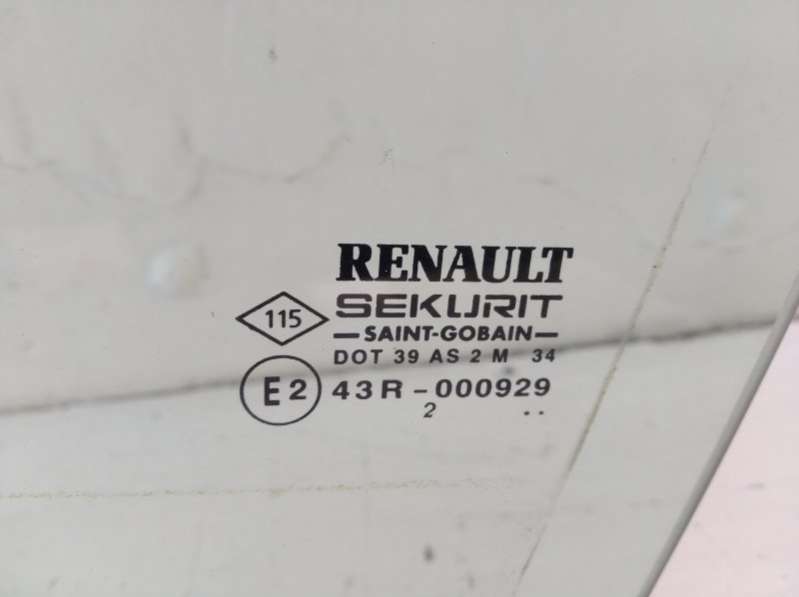 RENAULT
115
SEKURIT
SAINT-GOBAIN
DOT 39 AS 2 M 34
E2 43R-000929
2 ..